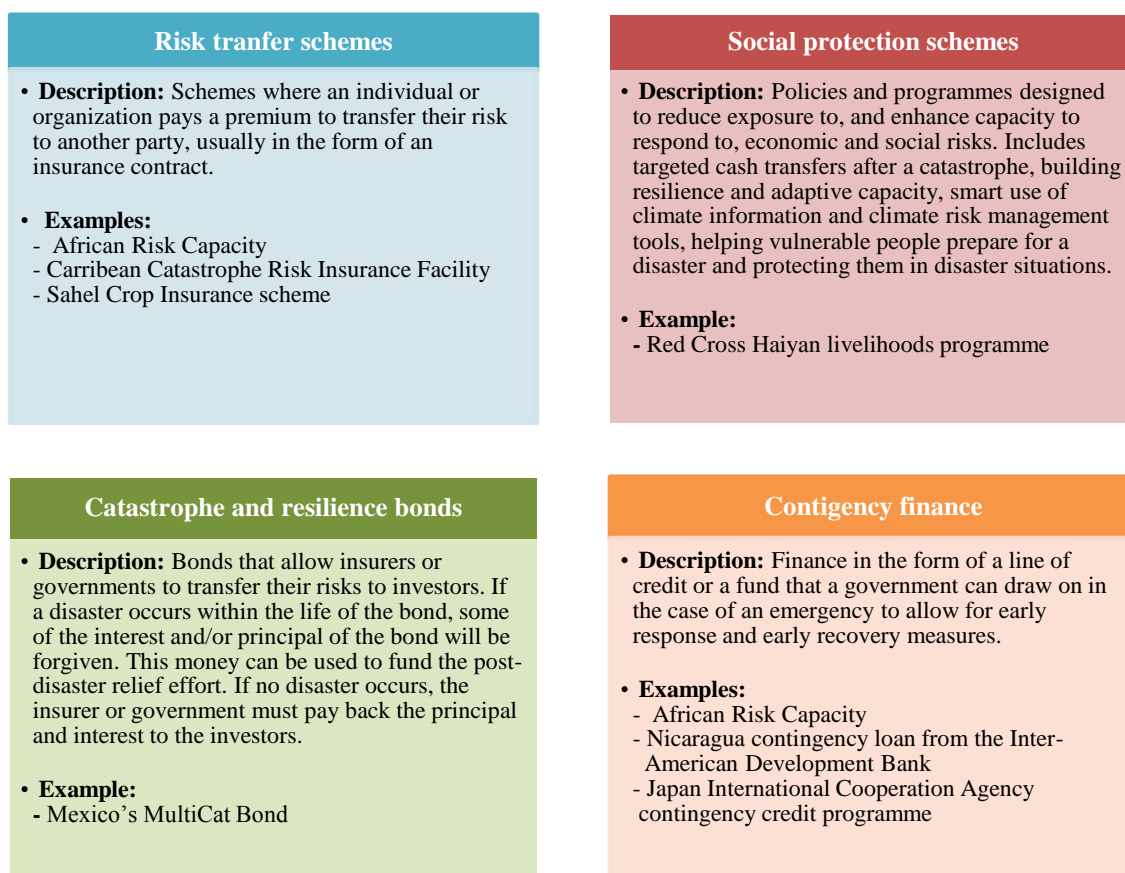 Risk tranfer schemes
• Description: Schemes where an individual or
organization pays a premium to transfer their risk
to another party, usually in the form of an
insurance contract.
• Examples:
- African Risk Capacity
- Carribean Catastrophe Risk Insurance Facility
- Sahel Crop Insurance scheme
Social protection schemes
• Description: Policies and programmes designed
to reduce exposure to, and enhance capacity to
respond to, economic and social risks. Includes
targeted cash transfers after a catastrophe, building
resilience and adaptive capacity, smart use of
climate information and climate risk management
tools, helping vulnerable people prepare for a
disaster and protecting them in disaster situations.
• Example:
- Red Cross Haiyan livelihoods programme
Catastrophe and resilience bonds
• Description: Bonds that allow insurers or
governments to transfer their risks to investors. If
a disaster occurs within the life of the bond, some
of the interest and/or principal of the bond will be
forgiven. This money can be used to fund the post-
disaster relief effort. If no disaster occurs, the
insurer or government must pay back the principal
and interest to the investors.
• Example:
- Mexico’s MultiCat Bond
Contigency finance
• Description: Finance in the form of a line of
credit or a fund that a government can draw on in
the case of an emergency to allow for early
response and early recovery measures.
• Examples:
- African Risk Capacity
- Nicaragua contingency loan from the Inter-
American Development Bank
- Japan International Cooperation Agency
contingency credit programme